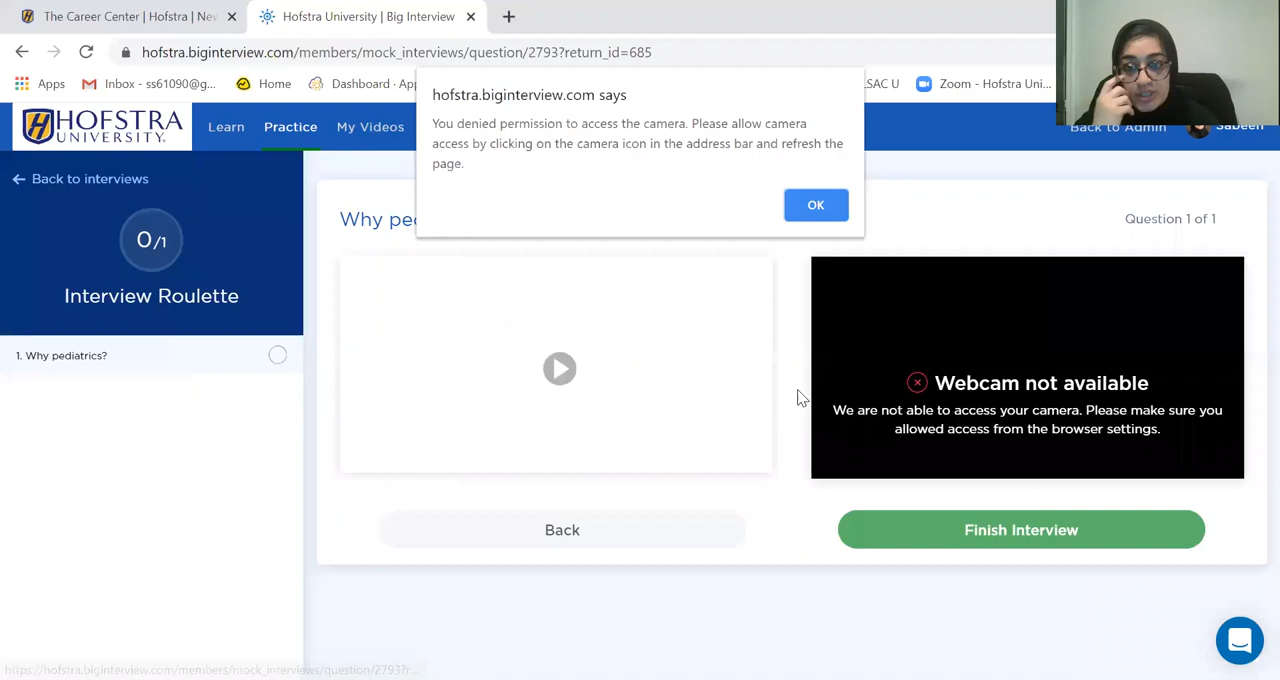 The Career Center | Hofstra | New
Hofstra University | Big Interview
hofstra.biginterview.com/members/mock_interviews/question/2793?return_id=685
Apps
Inbox - ss61090@g...
Home
Dashboard - App
LSAC U
Zoom - Hofstra Uni...
hofstra.biginterview.com says
You denied permission to access the camera. Please allow camera
access by clicking on the camera icon in the address bar and refresh the
page.
OK
HOFSTRA
UNIVERSITY.
Learn
Practice
My Videos
Back to Admin
Sabeen
Back to interviews
0/1
Interview Roulette
1. Why pediatrics?
Why ped
Question 1 of 1
Webcam not available
We are not able to access your camera. Please make sure you
allowed access from the browser settings.
Back
Finish Interview
https://hofstra.biginterview.com/members/mock_interviews/question/2793?r...